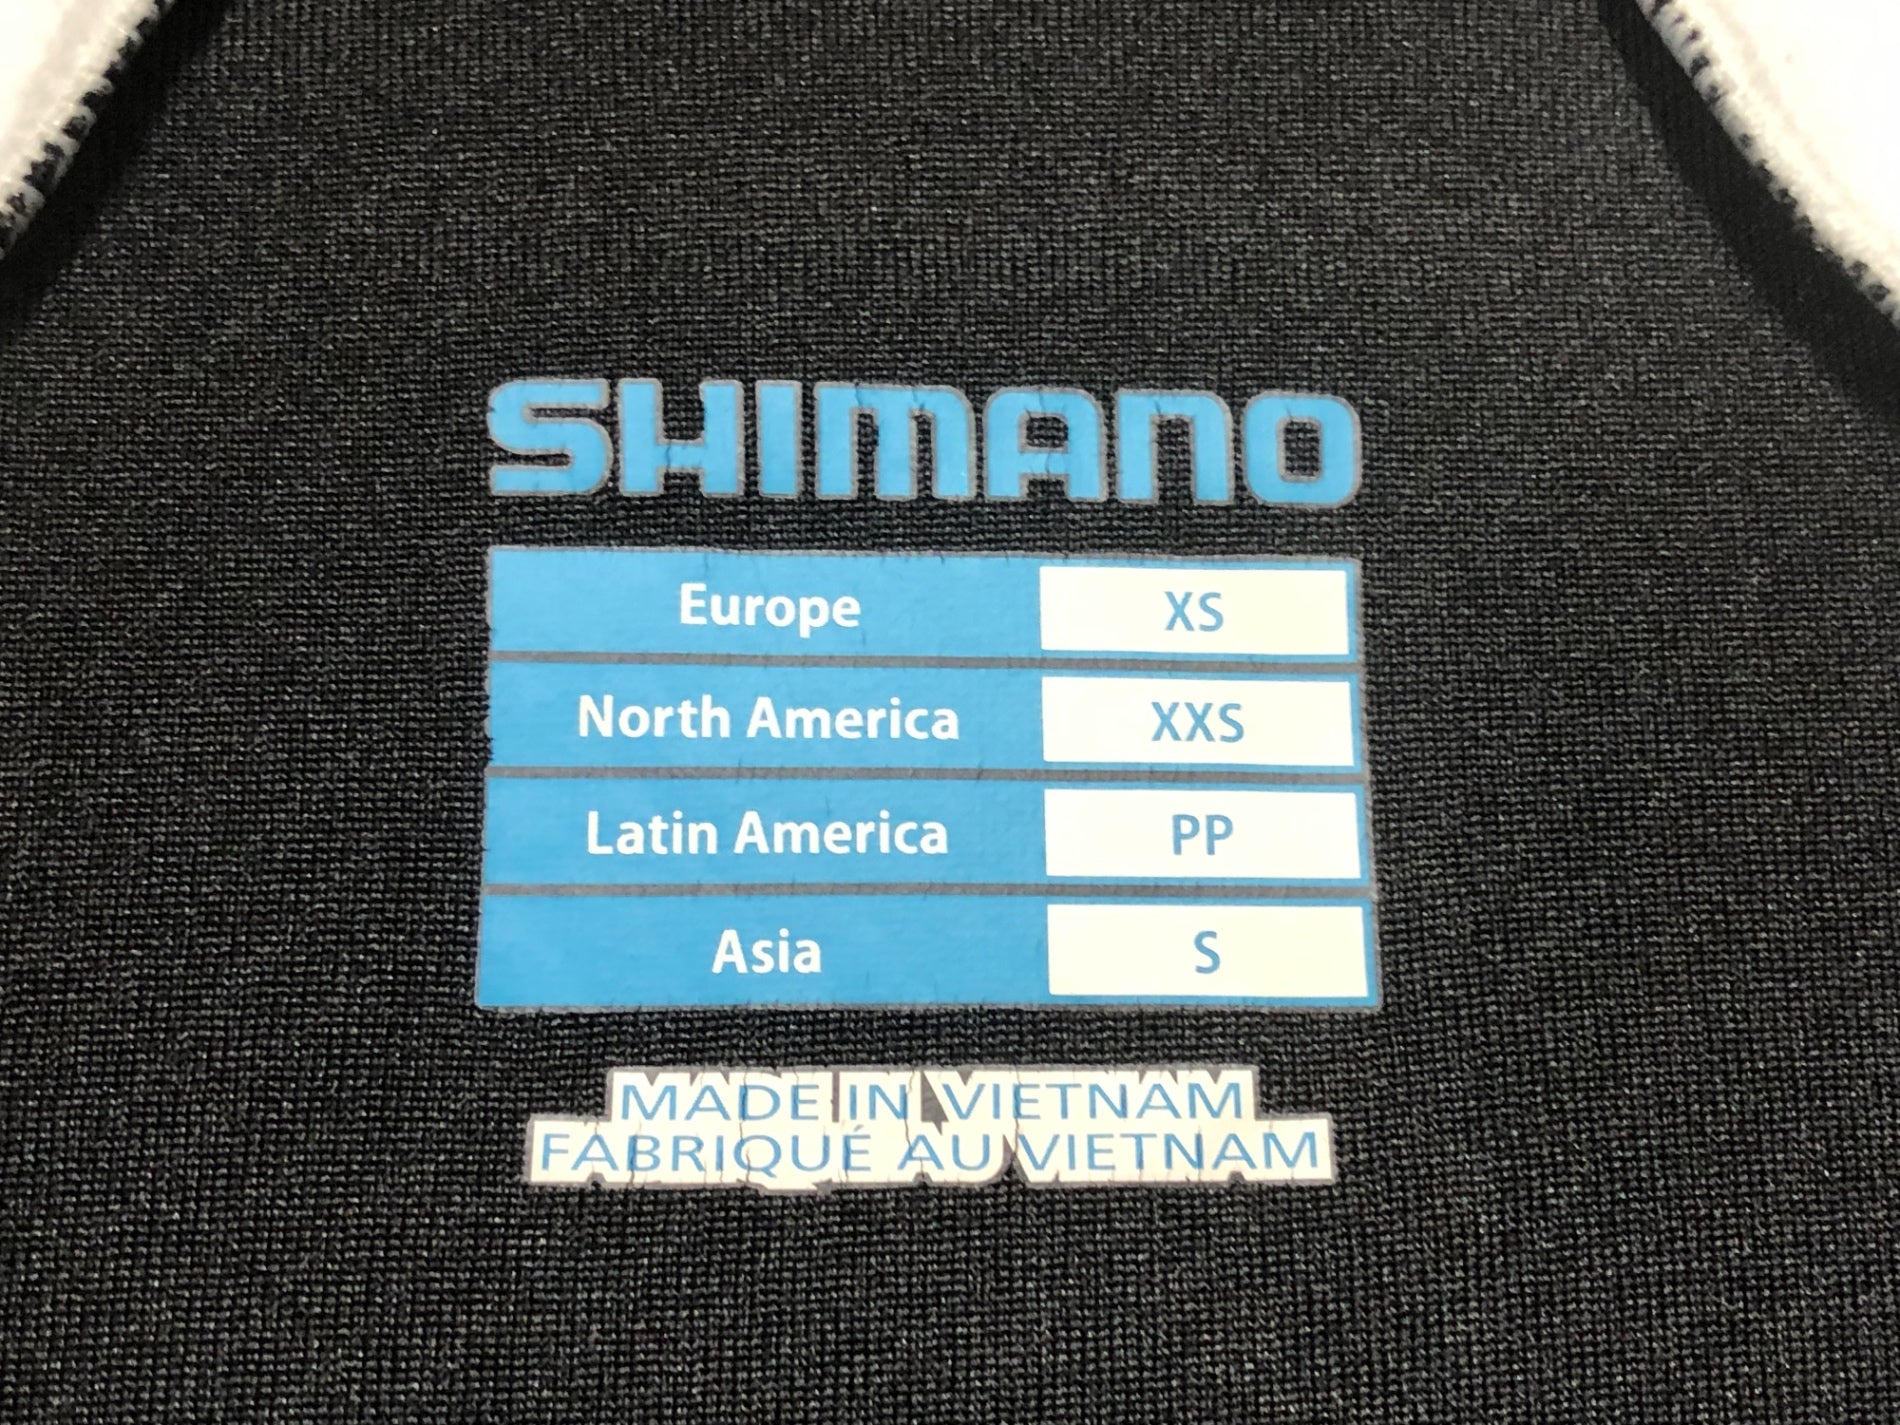 SHIMANO
Europe XS
North America XXS
Latin America PP
Asia S
MADE IN VIETNAM
FABRIQUÉ AU VIETNAM